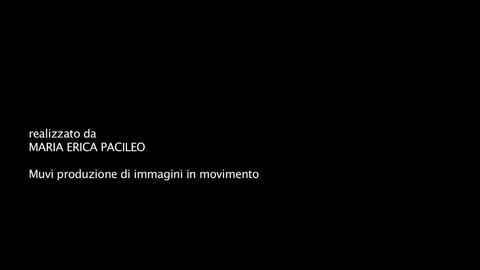 realizzato da
MARIA ERICA PACILEO
Muvi produzione di immagini in movimento